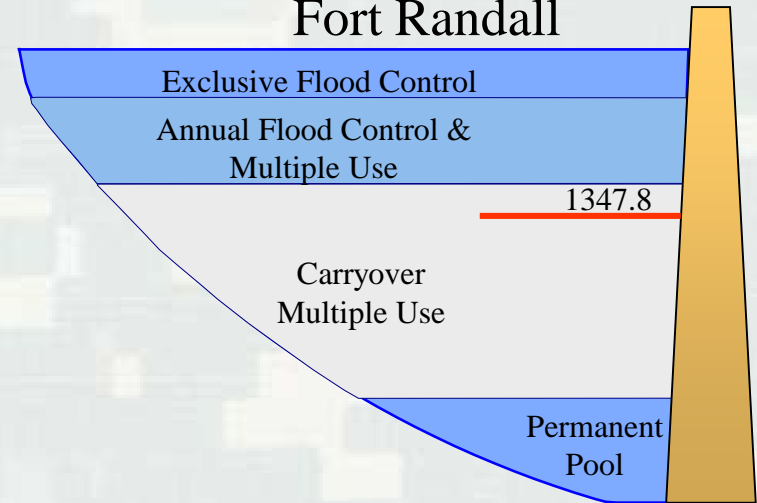 Fort Randall
Exclusive Flood Control
Annual Flood Control &
Multiple Use
1347.8
Carryover
Multiple Use
Permanent
Pool